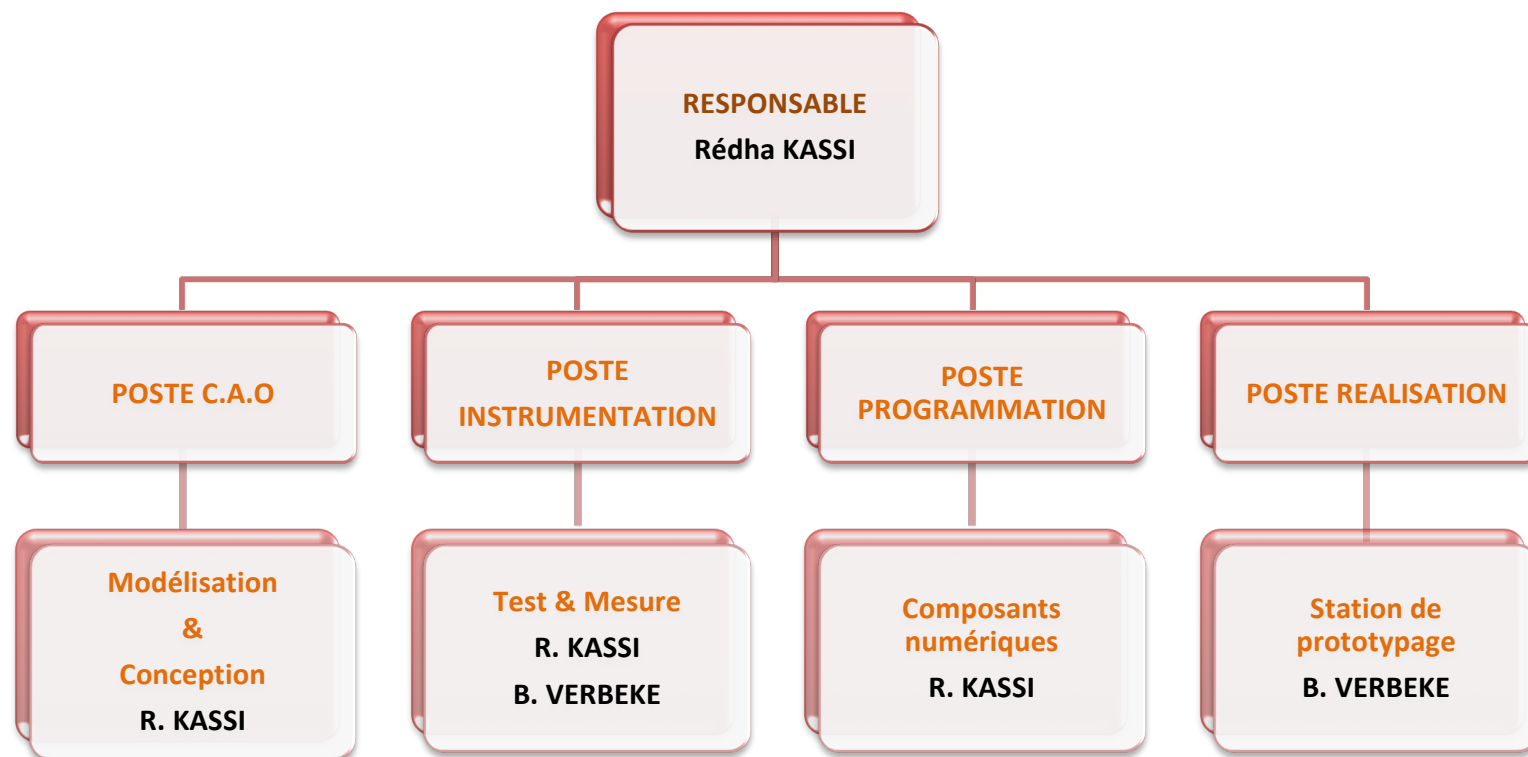 RESPONSABLE
Rédha KASSI
POSTE C.A.O
POSTE
INSTRUMENTATION
POSTE
PROGRAMMATION
POSTE REALISATION
Modélisation
&
Conception
R. KASSI
Test & Mesure
R. KASSI
B. VERBEKE
Composants
numériques
R. KASSI
Station de
prototypage
B. VERBEKE